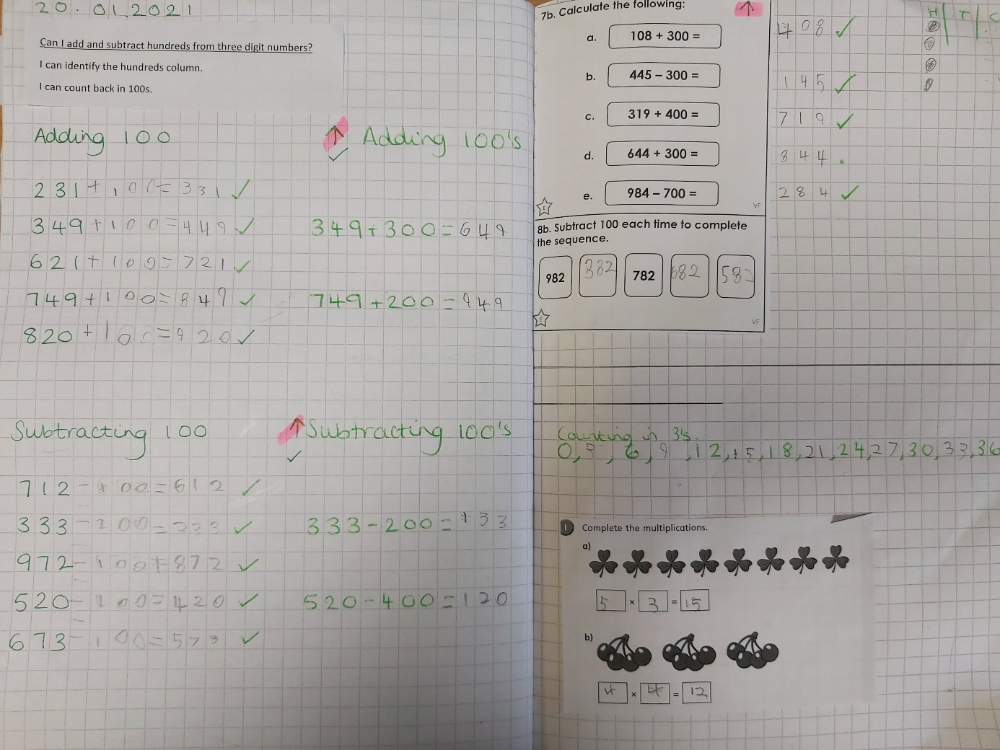 20.01.2021
Can I add and subtract hundreds from three digit numbers?
I can identify the hundreds column.
I can count back in 100s.
Adding 100
231+100=331
349+100=449
621+100=721
749+100=849
820+100=920
↑ Adding 100's
349+300=649
749+200=949
Subtracting 100
712-100=612
333-100=233
972-100=872
520-100=420
673-100=573
↑ Subtracting 100's
333-200=133
520-400=120
7b. Calculate the following:
a. 108 + 300 = 408
b. 445 – 300 = 145
c. 319 + 400 = 719
d. 644 + 300 = 844
e. 984 – 700 = 284
E
VF
H T
8b. Subtract 100 each time to complete
the sequence.
982 382 782 682 582
E
VF
Counting in 3's.
0,3,6,9,12,15,18,21,24,27,30,33,36
1 Complete the multiplications.
a)
5 × 3 = 15
b)
4 × 4 = 12